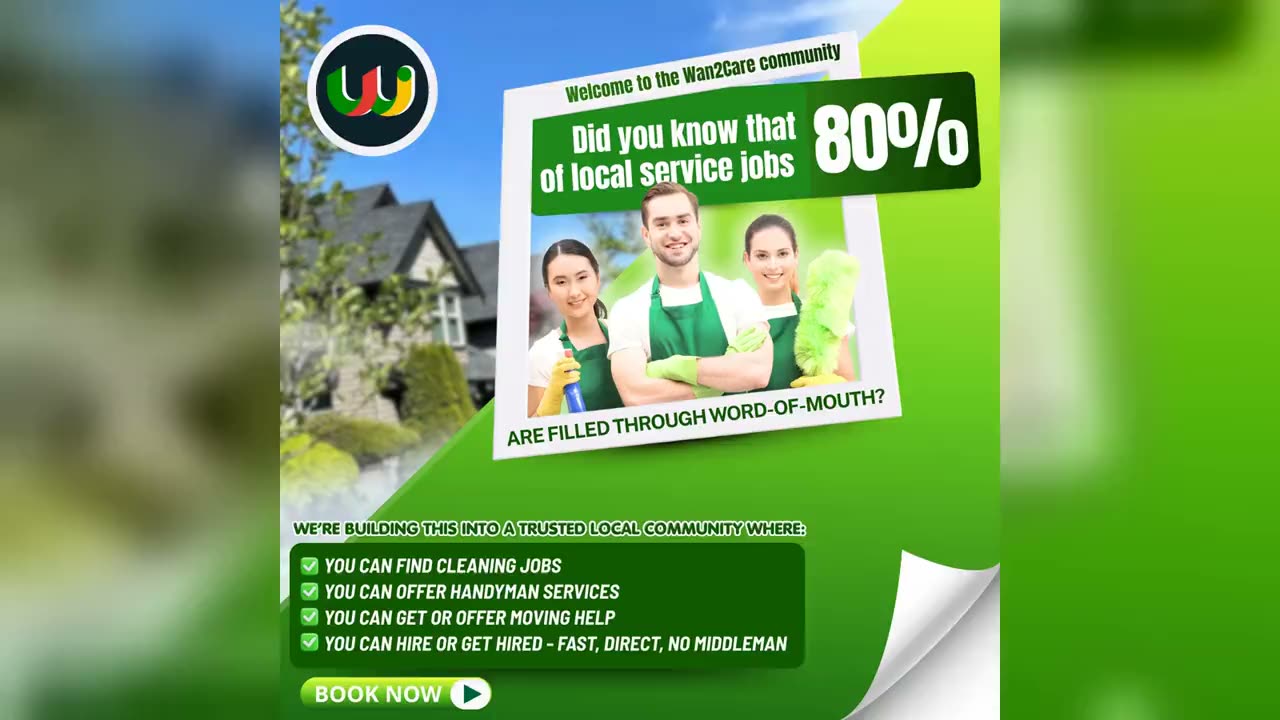 Welcome to the Wan2Care community
Did you know that
of local service jobs
80%
ARE FILLED THROUGH WORD-OF-MOUTH?
WE'RE BUILDING THIS INTO A TRUSTED LOCAL COMMUNITY WHERE:
YOU CAN FIND CLEANING JOBS
YOU CAN OFFER HANDYMAN SERVICES
YOU CAN GET OR OFFER MOVING HELP
YOU CAN HIRE OR GET HIRED - FAST, DIRECT, NO MIDDLEMAN
BOOK NOW